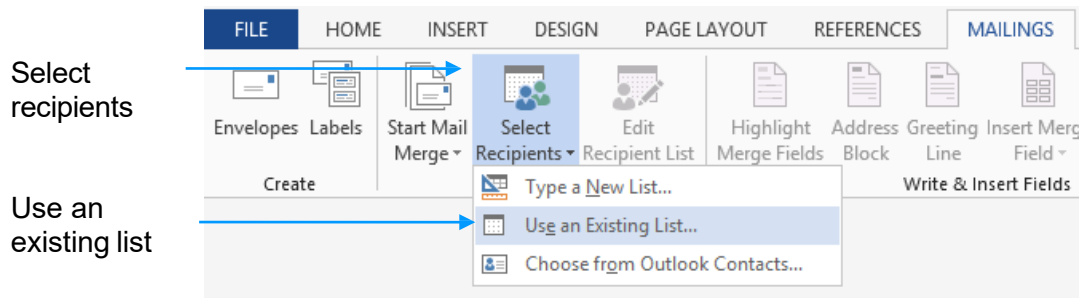 FILE HOME INSERT DESIGN PAGE LAYOUT REFERENCES MAILINGS
Select
recipients
Envelopes Labels Start Mail Select Edit Highlight Address Greeting Insert Merg
Merge Recipients Recipient List Merge Fields Block Line Field
Create Write & Insert Fields
Type a New List...
Use an
existing list
Use an Existing List...
Choose from Outlook Contacts...